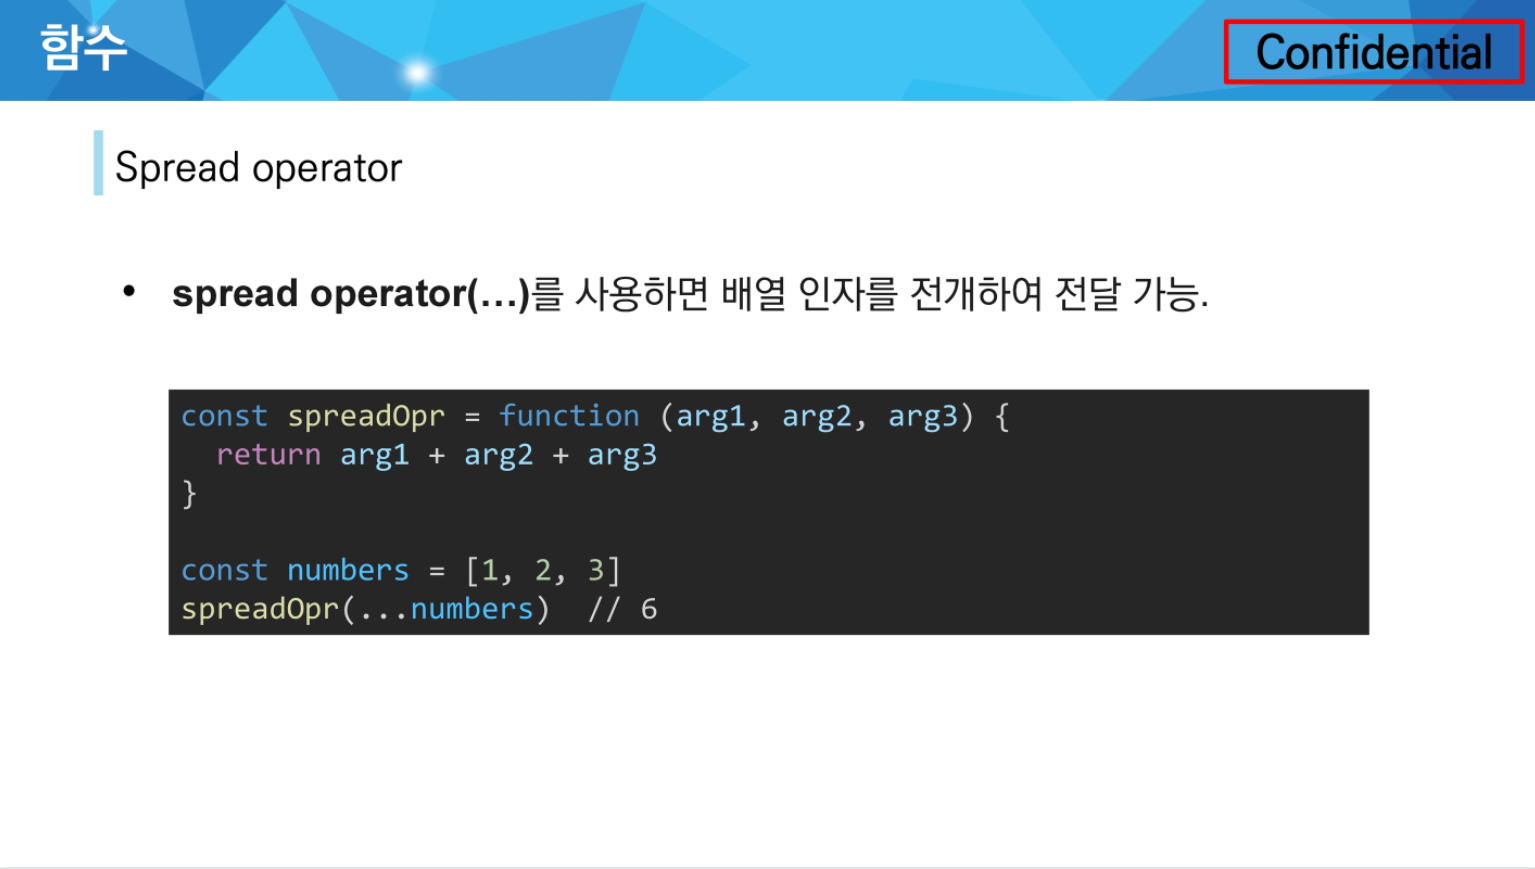 함수
Confidential
Spread operator
• spread operator(...)를 사용하면 배열 인자를 전개하여 전달 가능.
const spreadOpr = function (arg1, arg2, arg3) {
  return arg1 + arg2 + arg3
}
const numbers = [1, 2, 3]
spreadOpr(...numbers)  // 6